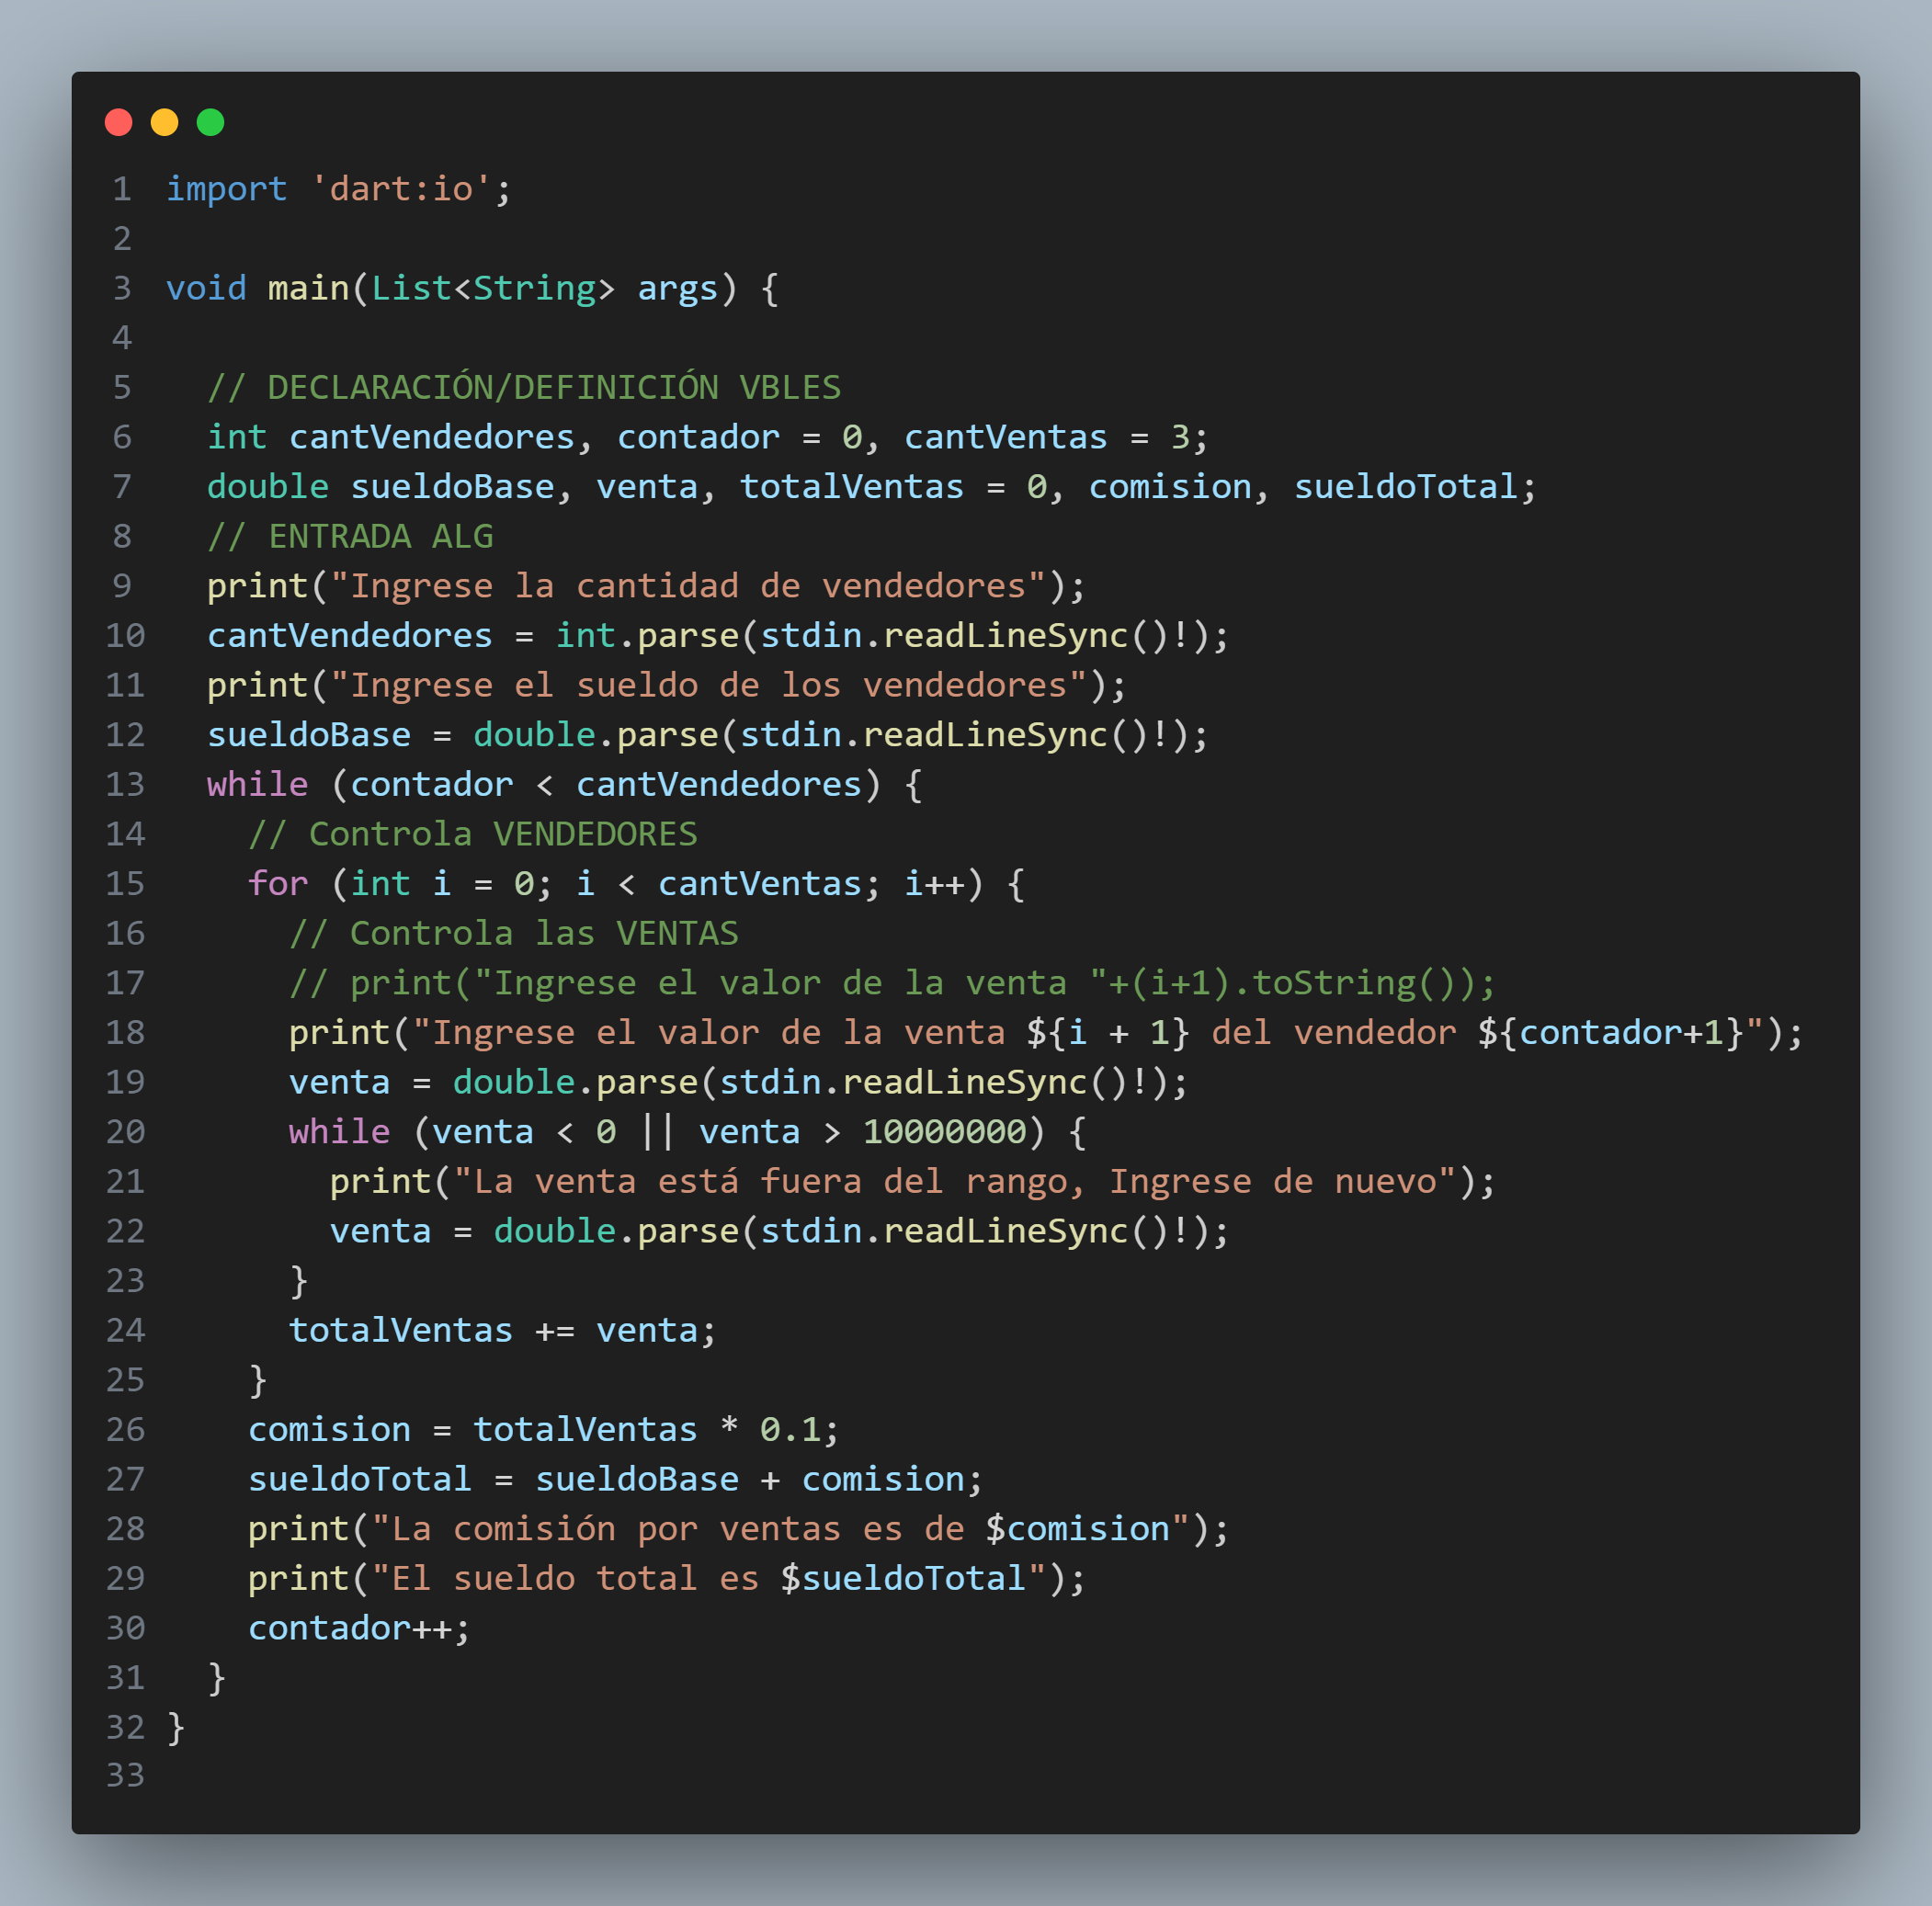 1 import 'dart:io';
2
3 void main(List<String> args) {
4
5   // DECLARACIÓN/DEFINICIÓN VBLES
6   int cantVendedores, contador = 0, cantVentas = 3;
7   double sueldoBase, venta, totalVentas = 0, comision, sueldoTotal;
8   // ENTRADA ALG
9   print("Ingrese la cantidad de vendedores");
10   cantVendedores = int.parse(stdin.readLineSync()!);
11   print("Ingrese el sueldo de los vendedores");
12   sueldoBase = double.parse(stdin.readLineSync()!);
13   while (contador < cantVendedores) {
14     // Controla VENDEDORES
15     for (int i = 0; i < cantVentas; i++) {
16       // Controla las VENTAS
17       // print("Ingrese el valor de la venta "+(i+1).toString());
18       print("Ingrese el valor de la venta ${i + 1} del vendedor ${contador+1}");
19       venta = double.parse(stdin.readLineSync()!);
20       while (venta < 0 || venta > 10000000) {
21         print("La venta está fuera del rango, Ingrese de nuevo");
22         venta = double.parse(stdin.readLineSync()!);
23       }
24       totalVentas += venta;
25     }
26     comision = totalVentas * 0.1;
27     sueldoTotal = sueldoBase + comision;
28     print("La comisión por ventas es de $comision");
29     print("El sueldo total es $sueldoTotal");
30     contador++;
31   }
32 }
33